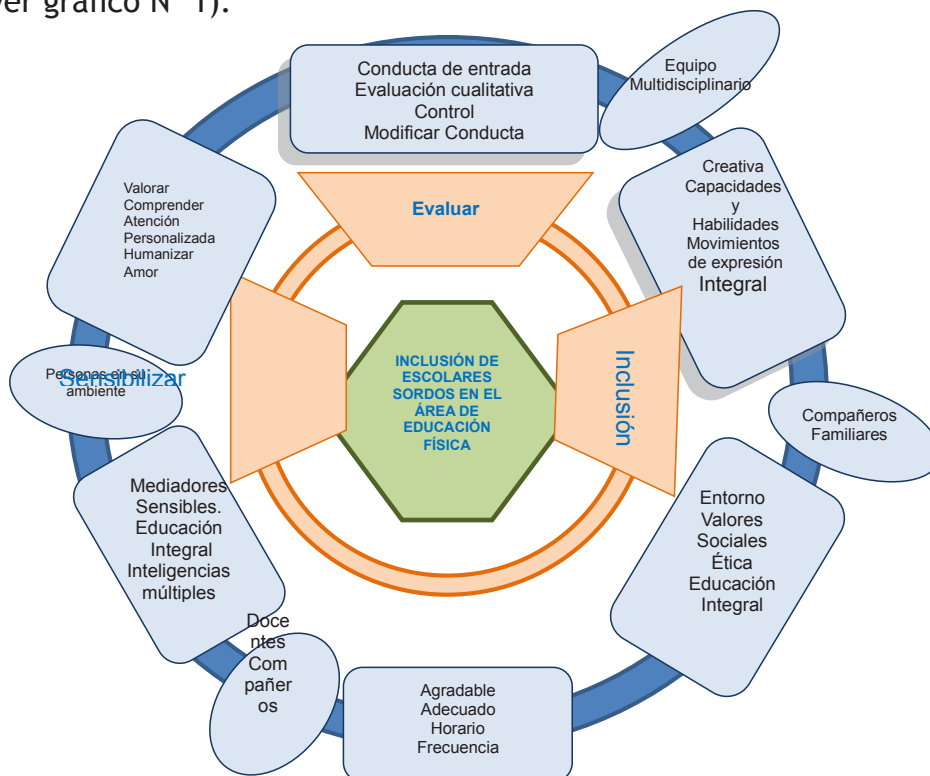 ver gráfico N° 1).
Conducta de entrada
Evaluación cualitativa
Control
Modificar Conducta
Equipo
Multidisciplinario
Creativa
Capacidades
y
Habilidades
Movimientos
de expresión
Integral
Valorar
Comprender
Atención
Personalizada
Humanizar
Amor
Evaluar
Personas en su
ambiente
Sensibilizar
INCLUSIÓN DE
ESCOLARES
SORDOS EN EL
ÁREA DE
EDUCACIÓN
FÍSICA
Inclusión
Compañeros
Familiares
Mediadores
Sensibles.
Educación
Integral
Inteligencias
múltiples
Entorno
Valores
Sociales
Ética
Educación
Integral
Doce
ntes
Com
pañer
os
Agradable
Adecuado
Horario
Frecuencia